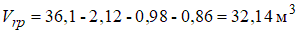 Vгр = 36,1 - 2,12 - 0,98 - 0,86 = 32,14 м³